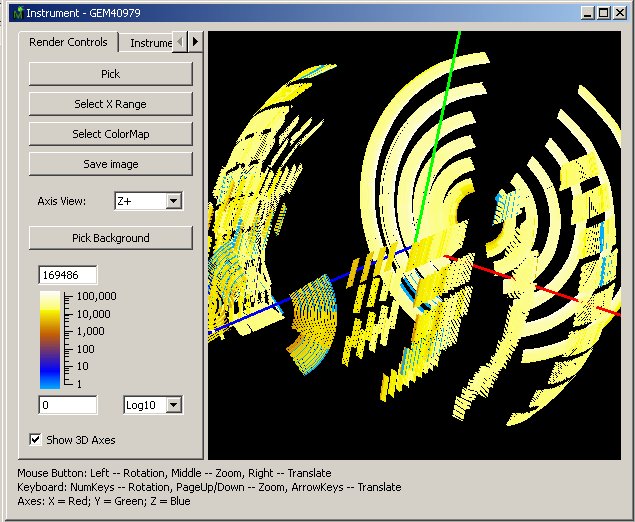 Instrument - GEM40979
Render Controls
Instrume
Pick
Select X Range
Select ColorMap
Save image
Axis View: Z+
Pick Background
169486
100,000
10,000
1,000
100
10
1
0 Log10
Show 3D Axes
Mouse Button: Left -- Rotation, Middle -- Zoom, Right -- Translate
Keyboard: NumKeys -- Rotation, PageUp/Down -- Zoom, ArrowKeys -- Translate
Axes: X = Red; Y = Green; Z = Blue